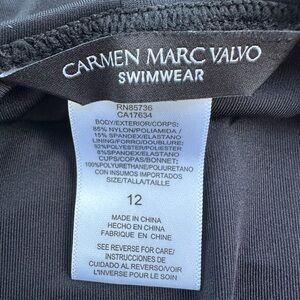 CARMEN MARC VALVO
SWIMWEAR
RN85736
CA17634
BODY/EXTERIOR/CORPS:
85% NYLON/POLIAMIDA /
15% SPANDEX/ELASTANO
LINING/FORRO/DOUBLURE:
92%POLYESTER/POLIESTER
8%SPANDEX/ELASTANO
CUPS/COPAS/BONNET:
100%POLYURETHANE/POLIURETANO
CON INSUMOS IMPORTADOS
SIZE/TALLA/TAILLE
12
MADE IN CHINA
HECHO EN CHINA
FABRIQUE EN CHINE
SEE REVERSE FOR CARE/
INSTRUCCIONES DE
CUIDADO AL REVERSO/VOIR
L'INVERSE POUR LE SOIN